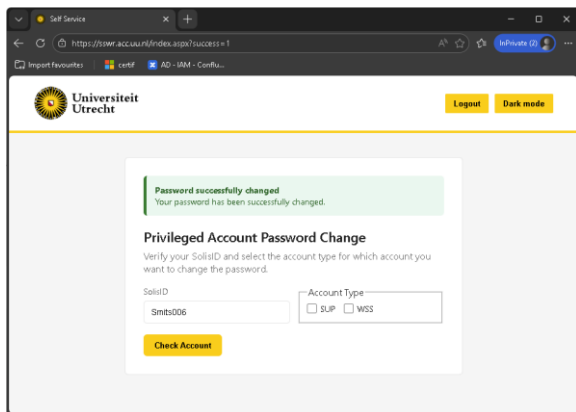 Self Service
https://sswr.acc.uu.nl/index.aspx?success=1
InPrivate (2)
Import favourites
certif
AD - IAM - Conflu...
Universiteit
Utrecht
Logout
Dark mode
Password successfully changed
Your password has been successfully changed.
Privileged Account Password Change
Verify your SolisID and select the account type for which account you
want to change the password.
SolisID
Account Type
Smits006
SUP
WSS
Check Account